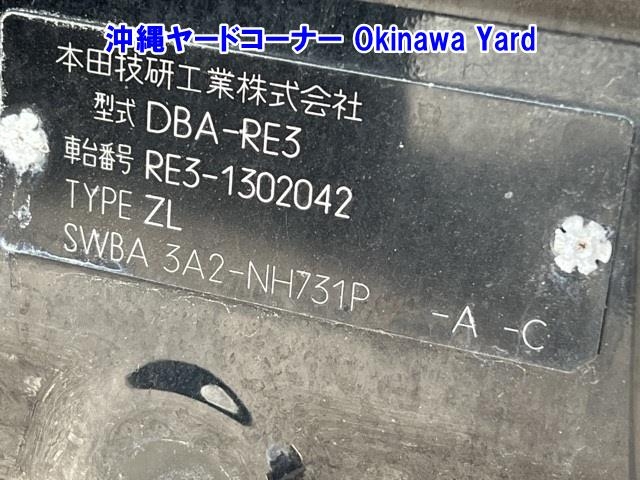 沖縄ヤードコーナー Okinawa Yard
本田技研工業株式会社
型式 DBA-RE3
車台番号 RE3-1302042
TYPE ZL
SWBA 3A2-NH731P -A -C